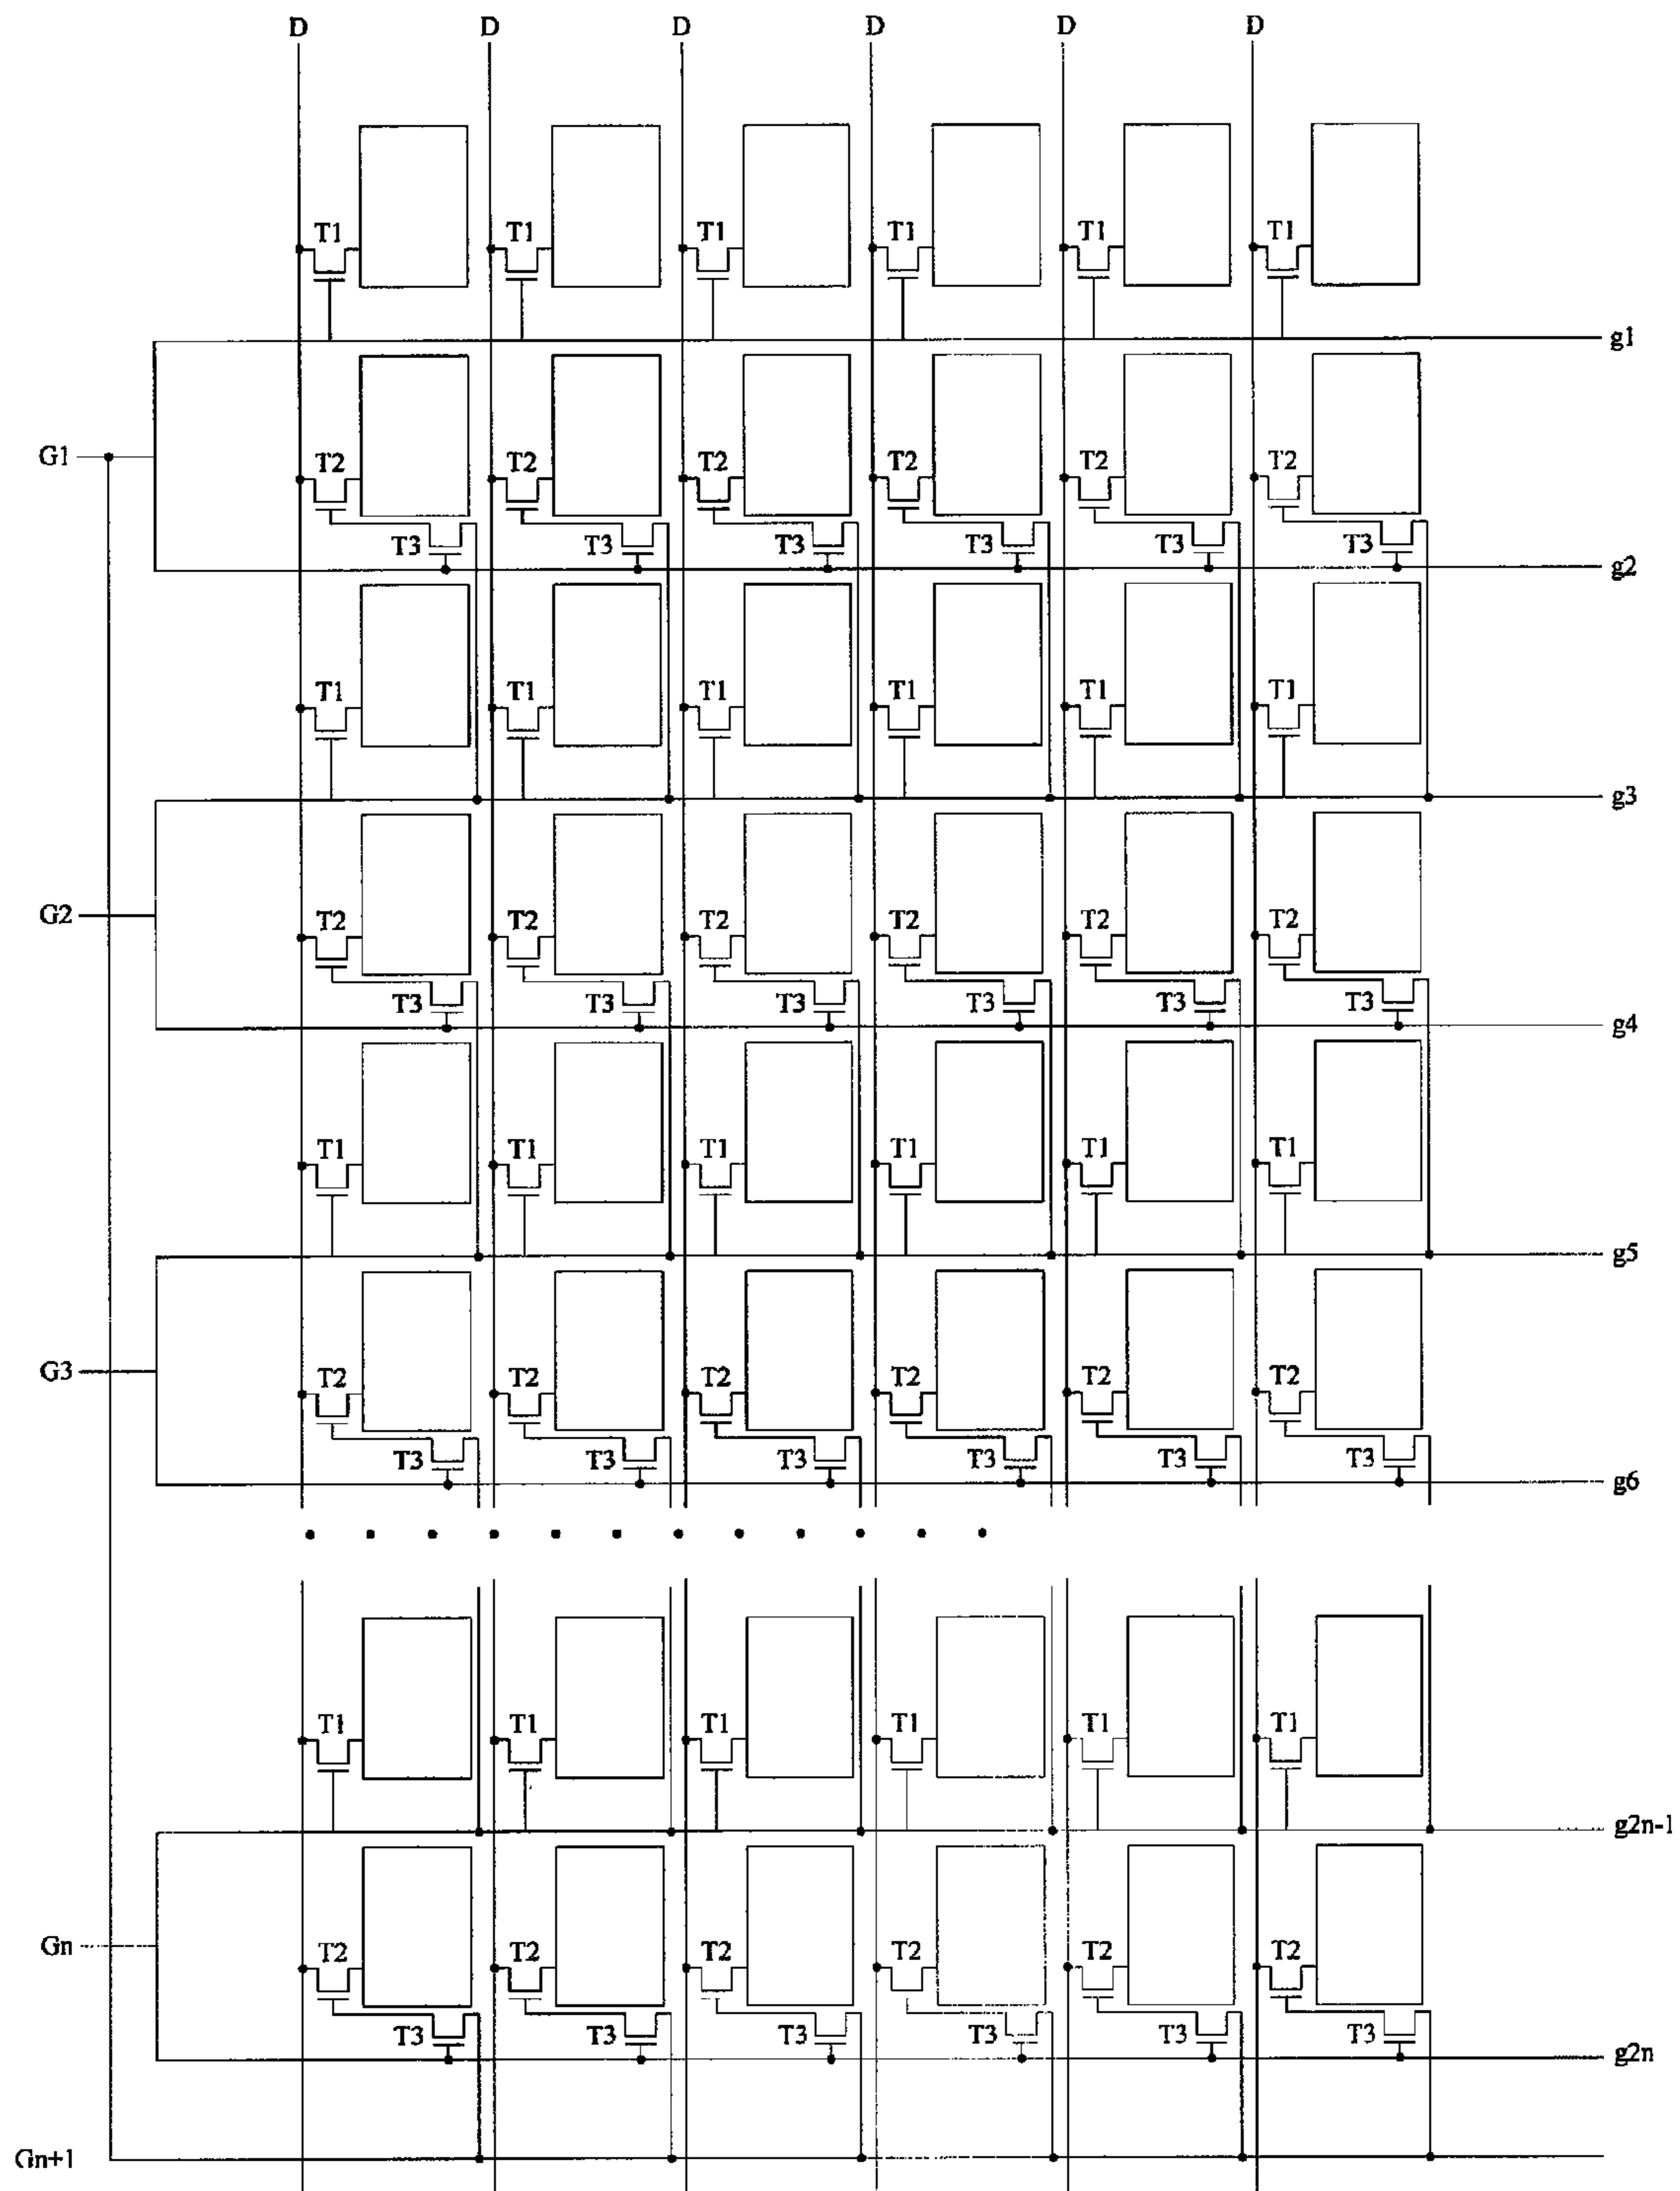 D D D D D D
T1 T1 T1 T1 T1 T1
g1
G1
T2 T2 T2 T2 T2 T2
T3 T3 T3 T3 T3 T3
g2
T1 T1 T1 T1 T1 T1
g3
G2
T2 T2 T2 T2 T2 T2
T3 T3 T3 T3 T3 T3
g4
T1 T1 T1 T1 T1 T1
g5
G3
T2 T2 T2 T2 T2 T2
T3 T3 T3 T3 T3 T3
g6
T1 T1 T1 T1 T1 T1
g2n-1
Gn
T2 T2 T2 T2 T2 T2
T3 T3 T3 T3 T3 T3
g2n
Gn+1